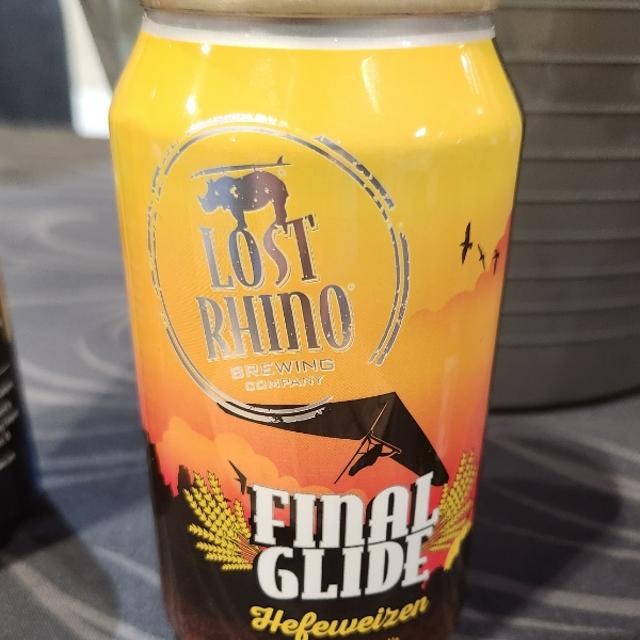 LOST
RHINO®
BREWING
COMPANY
FINAL
GLIDE
Hefeweizen